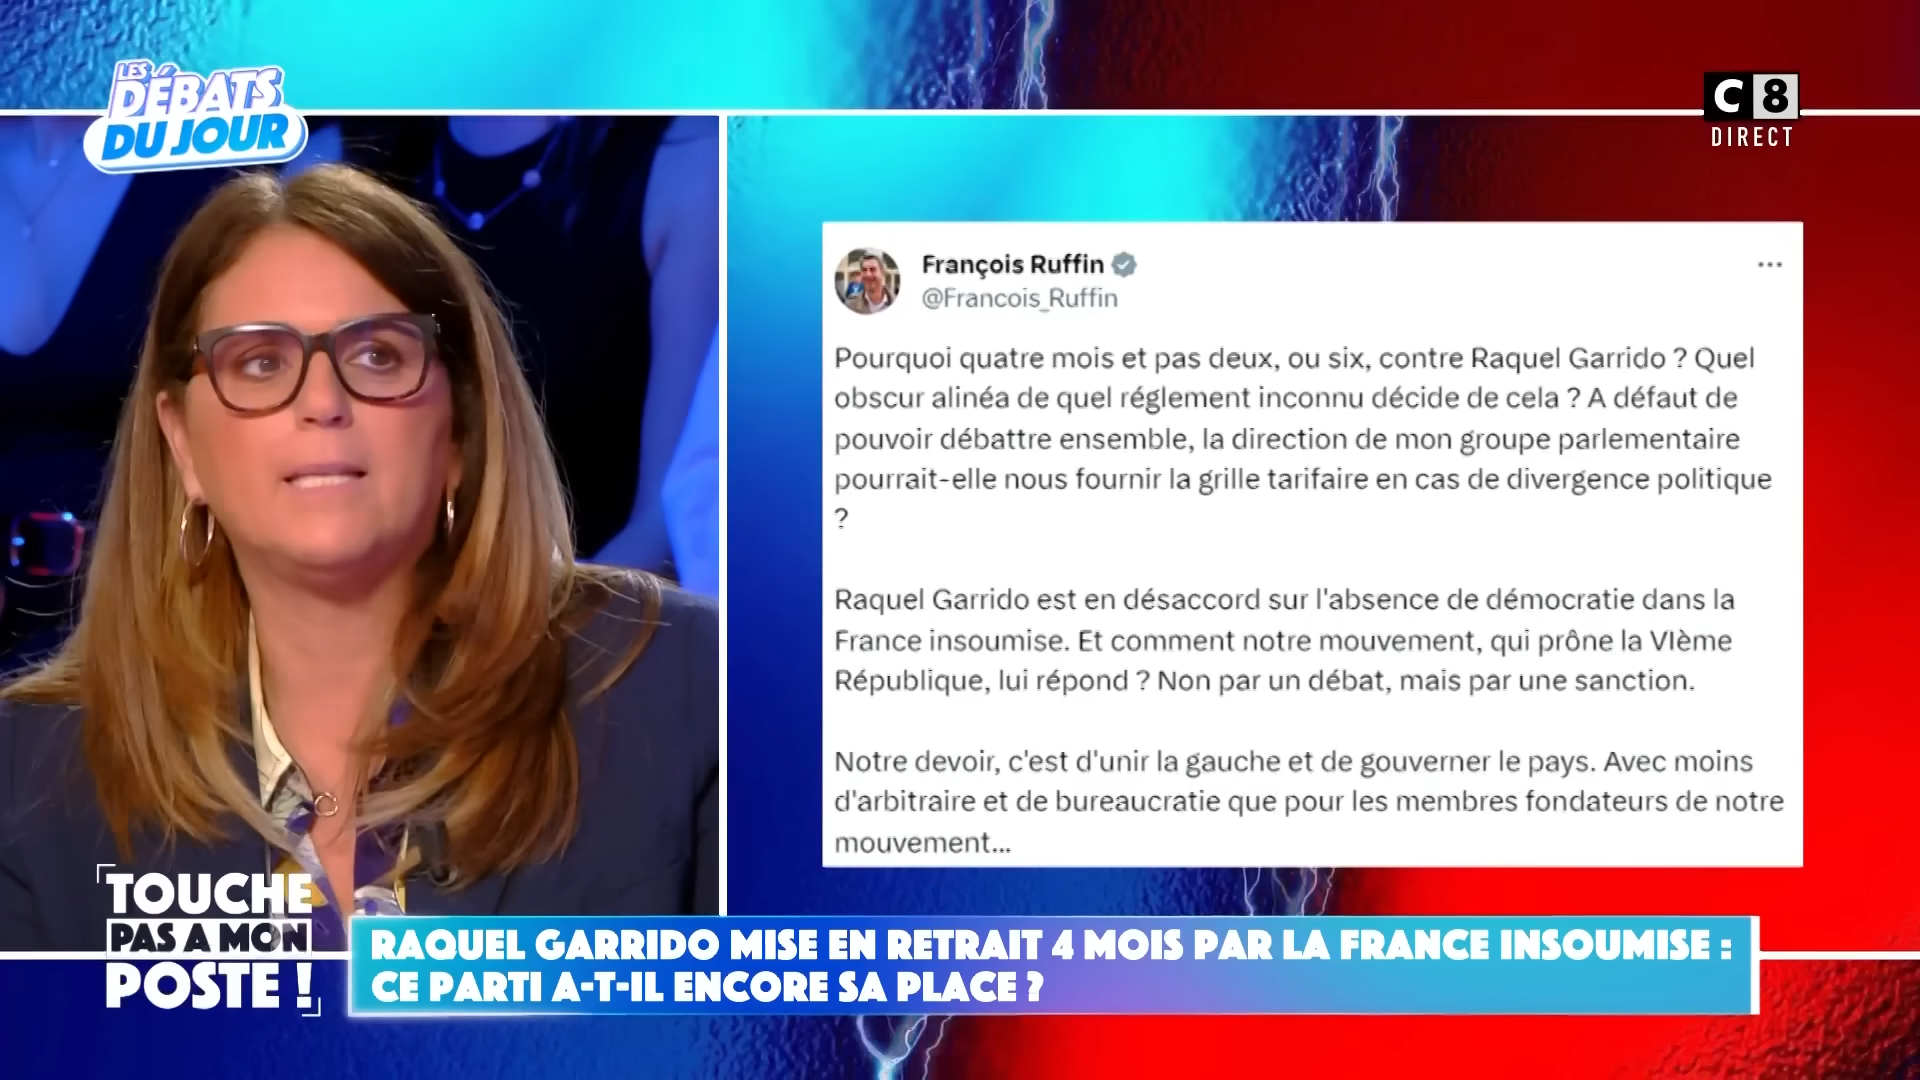 LES
DÉBATS
DU JOUR
C8
DIRECT
François Ruffin
@Francois_Ruffin
Pourquoi quatre mois et pas deux, ou six, contre Raquel Garrido ? Quel
obscur alinéa de quel réglement inconnu décide de cela ? A défaut de
pouvoir débattre ensemble, la direction de mon groupe parlementaire
pourrait-elle nous fournir la grille tarifaire en cas de divergence politique
?
Raquel Garrido est en désaccord sur l'absence de démocratie dans la
France insoumise. Et comment notre mouvement, qui prône la VIème
République, lui répond ? Non par un débat, mais par une sanction.
Notre devoir, c'est d'unir la gauche et de gouverner le pays. Avec moins
d'arbitraire et de bureaucratie que pour les membres fondateurs de notre
mouvement...
TOUCHE
PAS A MON
POSTE !
RAQUEL GARRIDO MISE EN RETRAIT 4 MOIS PAR LA FRANCE INSOUMISE :
CE PARTI A-T-IL ENCORE SA PLACE ?